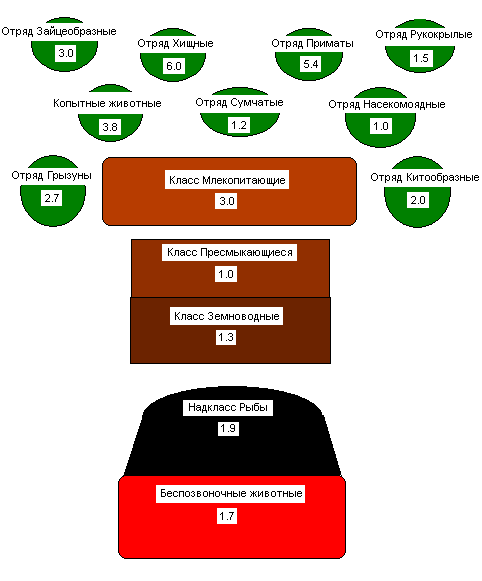 Отряд Зайцеобразные
3.0
Отряд Хищные
6.0
Отряд Приматы
5.4
Отряд Рукокрылые
1.5
Копытные животные
3.8
Отряд Сумчатые
1.2
Отряд Насекомоядные
1.0
Отряд Грызуны
2.7
Класс Млекопитающие
3.0
Отряд Китообразные
2.0
Класс Пресмыкающиеся
1.0
Класс Земноводные
1.3
Надкласс Рыбы
1.9
Беспозвоночные животные
1.7